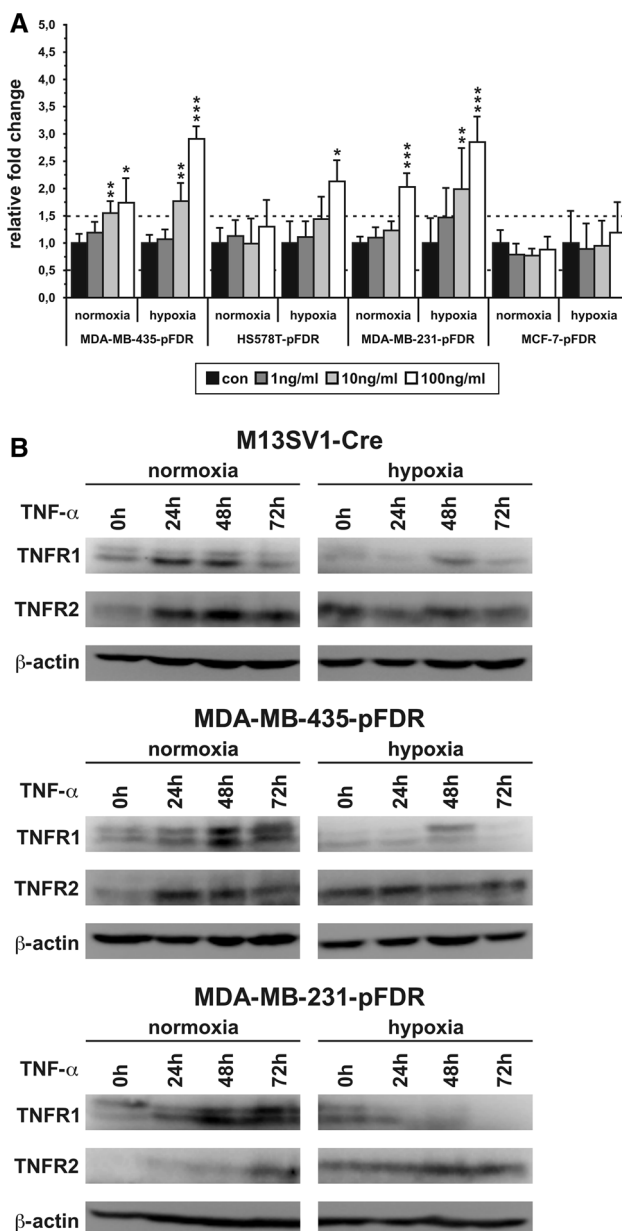 A
relative fold change
5,0
4,5
4,0
3,5
3,0
2,5
2,0
1,5
1,0
0,5
0,0
** * ** *** * *** ** ***
normoxia hypoxia normoxia hypoxia normoxia hypoxia normoxia hypoxia
MDA-MB-435-pFDR HS578T-pFDR MDA-MB-231-pFDR MCF-7-pFDR
con 1ng/ml 10ng/ml 100ng/ml
B
M13SV1-Cre
normoxia hypoxia
TNF-α 0h 24h 48h 72h 0h 24h 48h 72h
TNFR1
TNFR2
β-actin
MDA-MB-435-pFDR
normoxia hypoxia
TNF-α 0h 24h 48h 72h 0h 24h 48h 72h
TNFR1
TNFR2
β-actin
MDA-MB-231-pFDR
normoxia hypoxia
TNF-α 0h 24h 48h 72h 0h 24h 48h 72h
TNFR1
TNFR2
β-actin